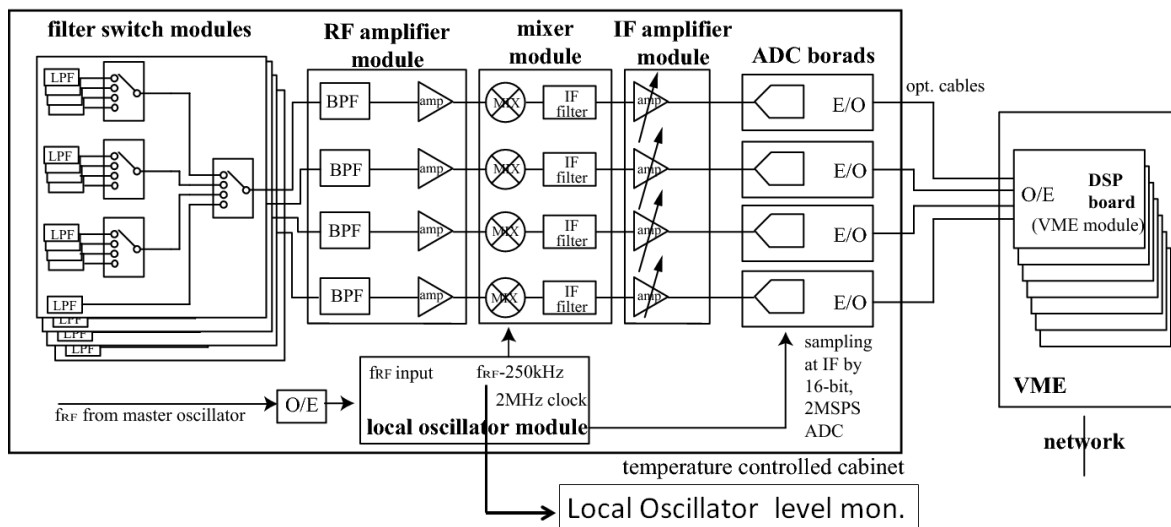 filter switch modules
RF amplifier
module
mixer
module
IF amplifier
module
ADC borads
LPF
LPF
LPF
LPF
LPF
LPF
LPF
BPF
amp
MIX
IF
filter
amp
E/O
opt. cables
BPF
amp
MIX
IF
filter
amp
E/O
BPF
amp
MIX
IF
filter
amp
E/O
BPF
amp
MIX
IF
filter
amp
E/O
O/E
DSP
board
(VME module)
VME
network
fRF from master oscillator
O/E
fRF input
fRF-250kHz
2MHz clock
local oscillator module
sampling
at IF by
16-bit,
2MSPS
ADC
temperature controlled cabinet
Local Oscillator level mon.